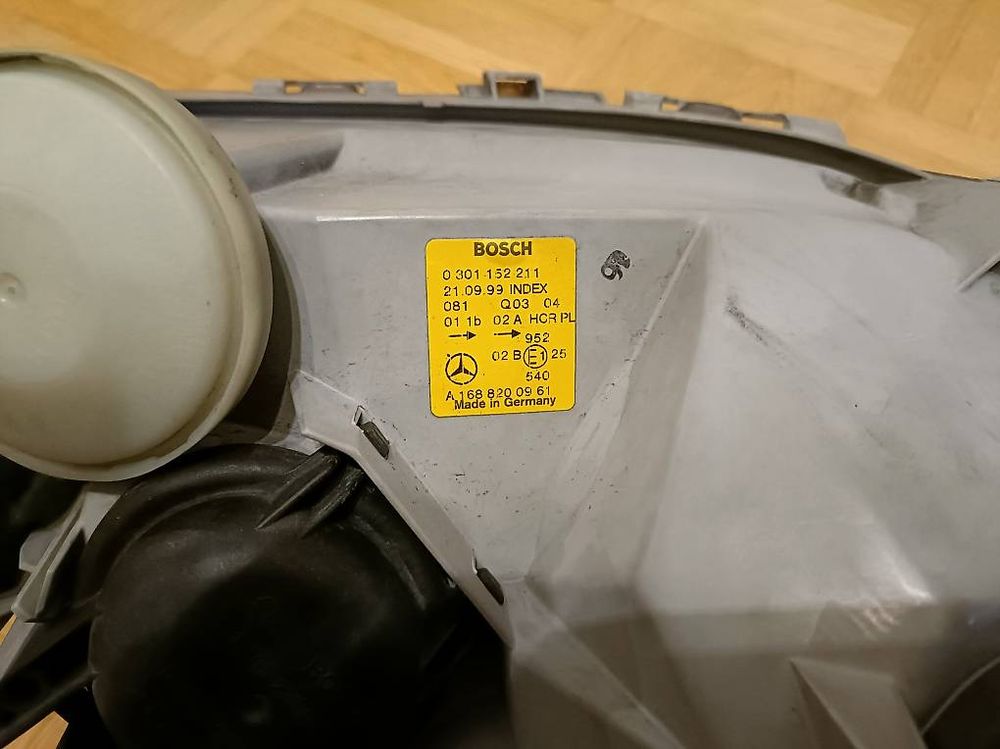 BOSCH
0 301 152 211
21.09.99 INDEX
081 Q03 04
01 1b 02 A HCR PL
952
02 B E1 25
540
A 168 820 09 61
Made in Germany